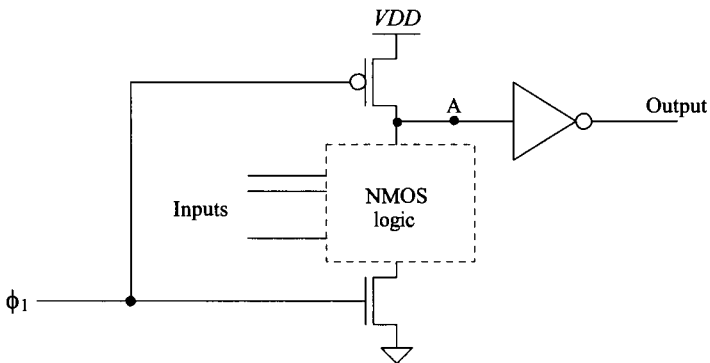 VDD
A
Output
Inputs
NMOS
logic
ϕ1